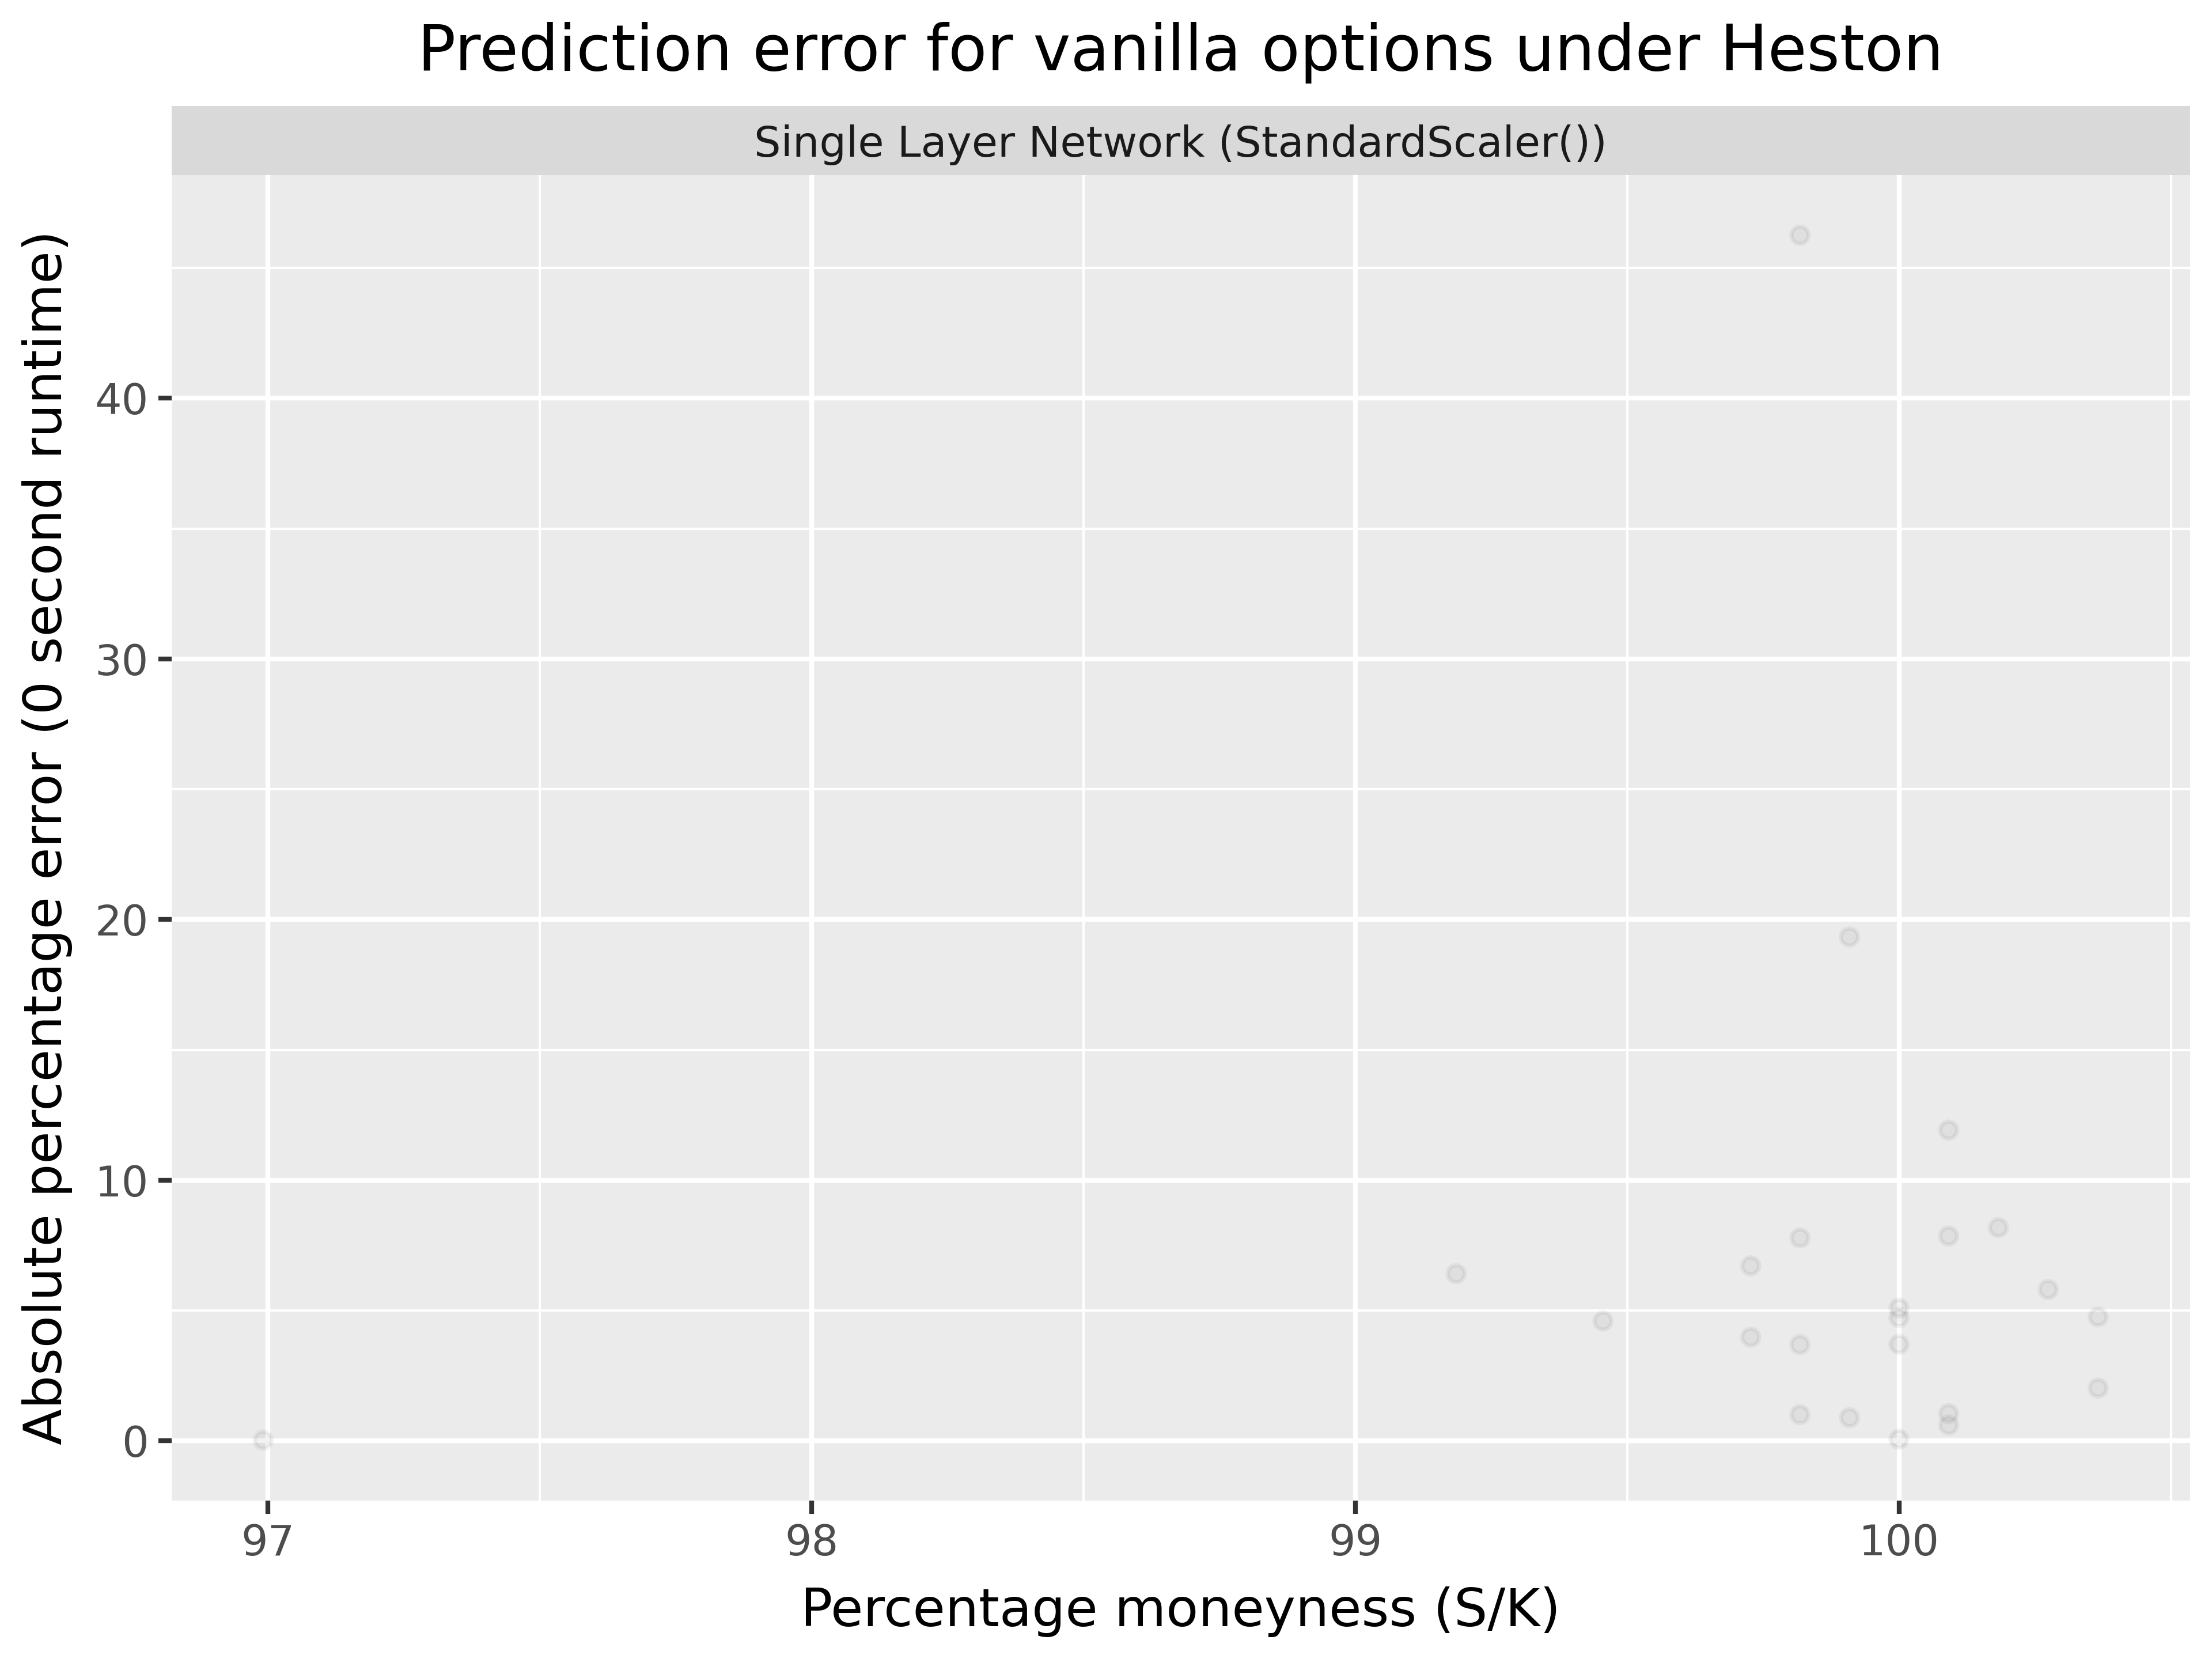 Prediction error for vanilla options under Heston
Single Layer Network (StandardScaler())
Absolute percentage error (0 second runtime)
40
30
20
10
0
97
98
99
100
Percentage moneyness (S/K)